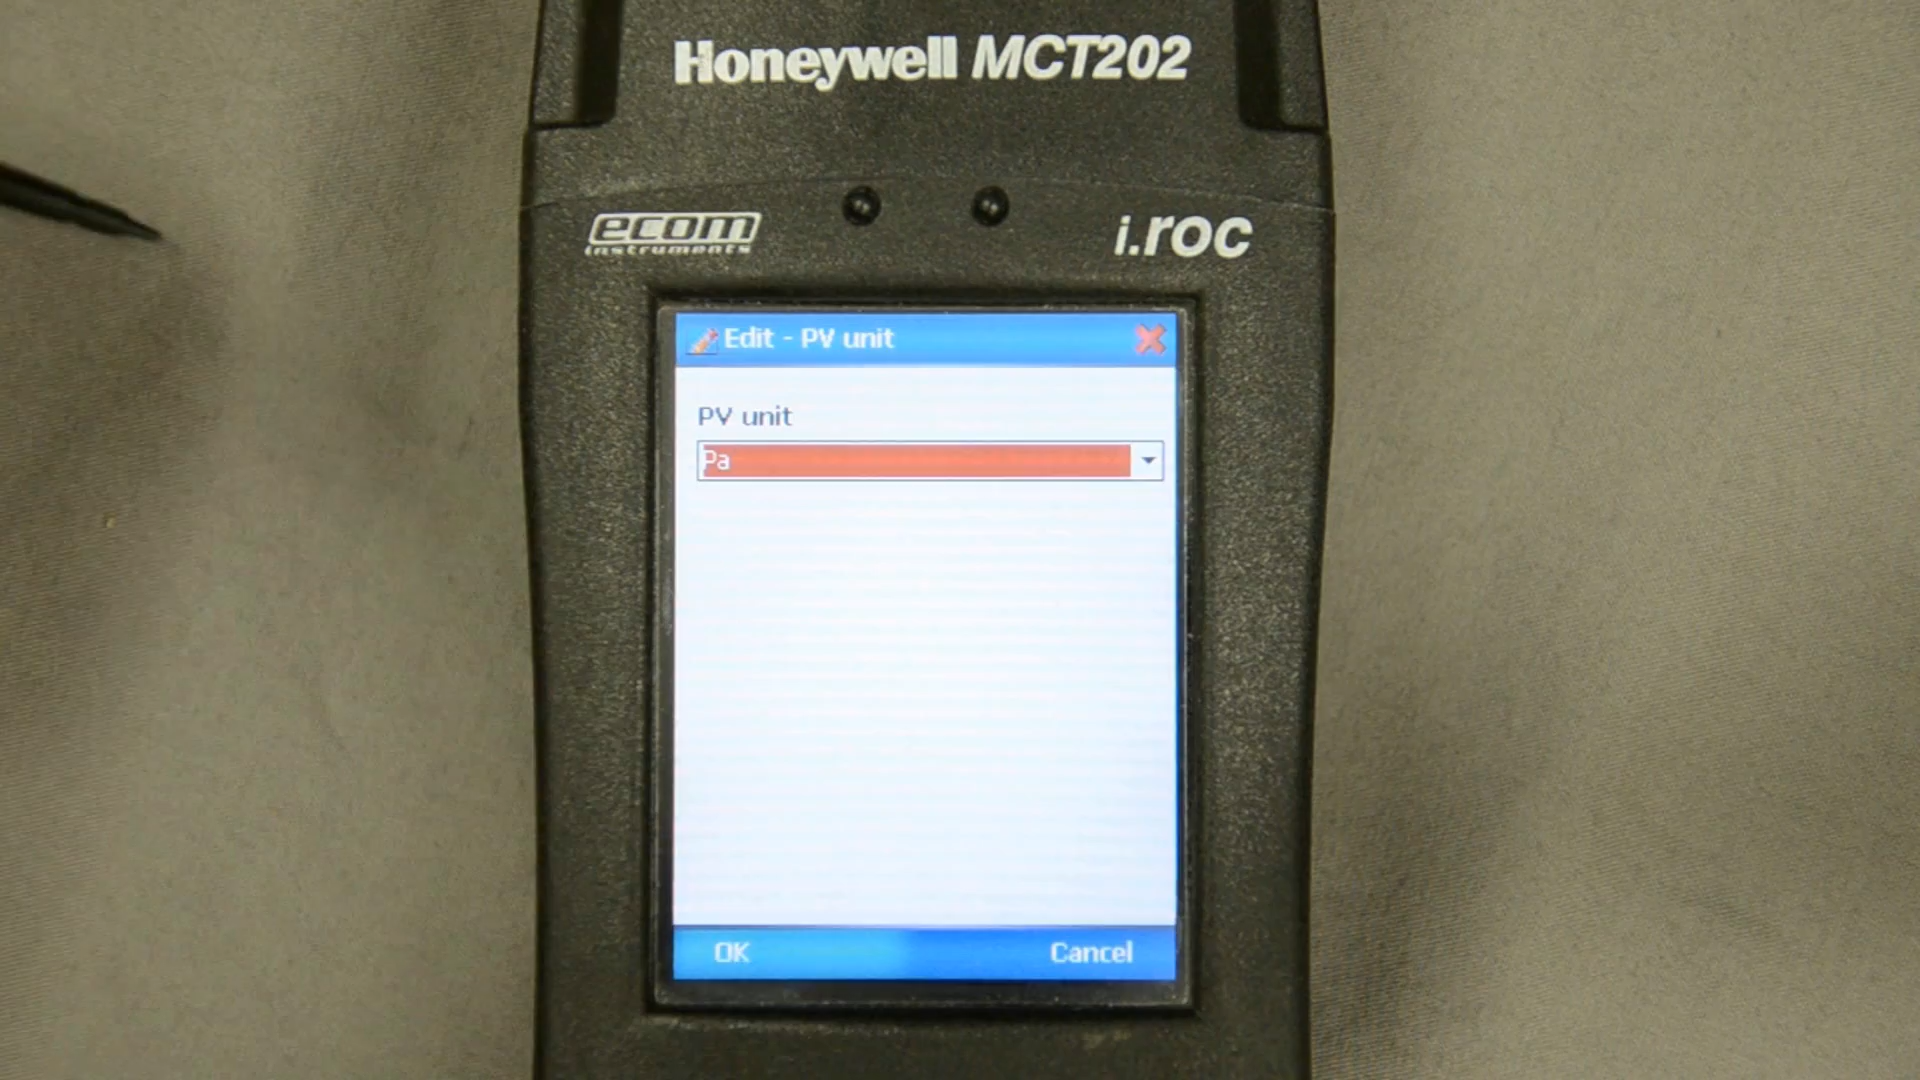 Honeywell MCT202
ecom
instruments
i.roc
Edit - PV unit
PV unit
Pa
OK
Cancel